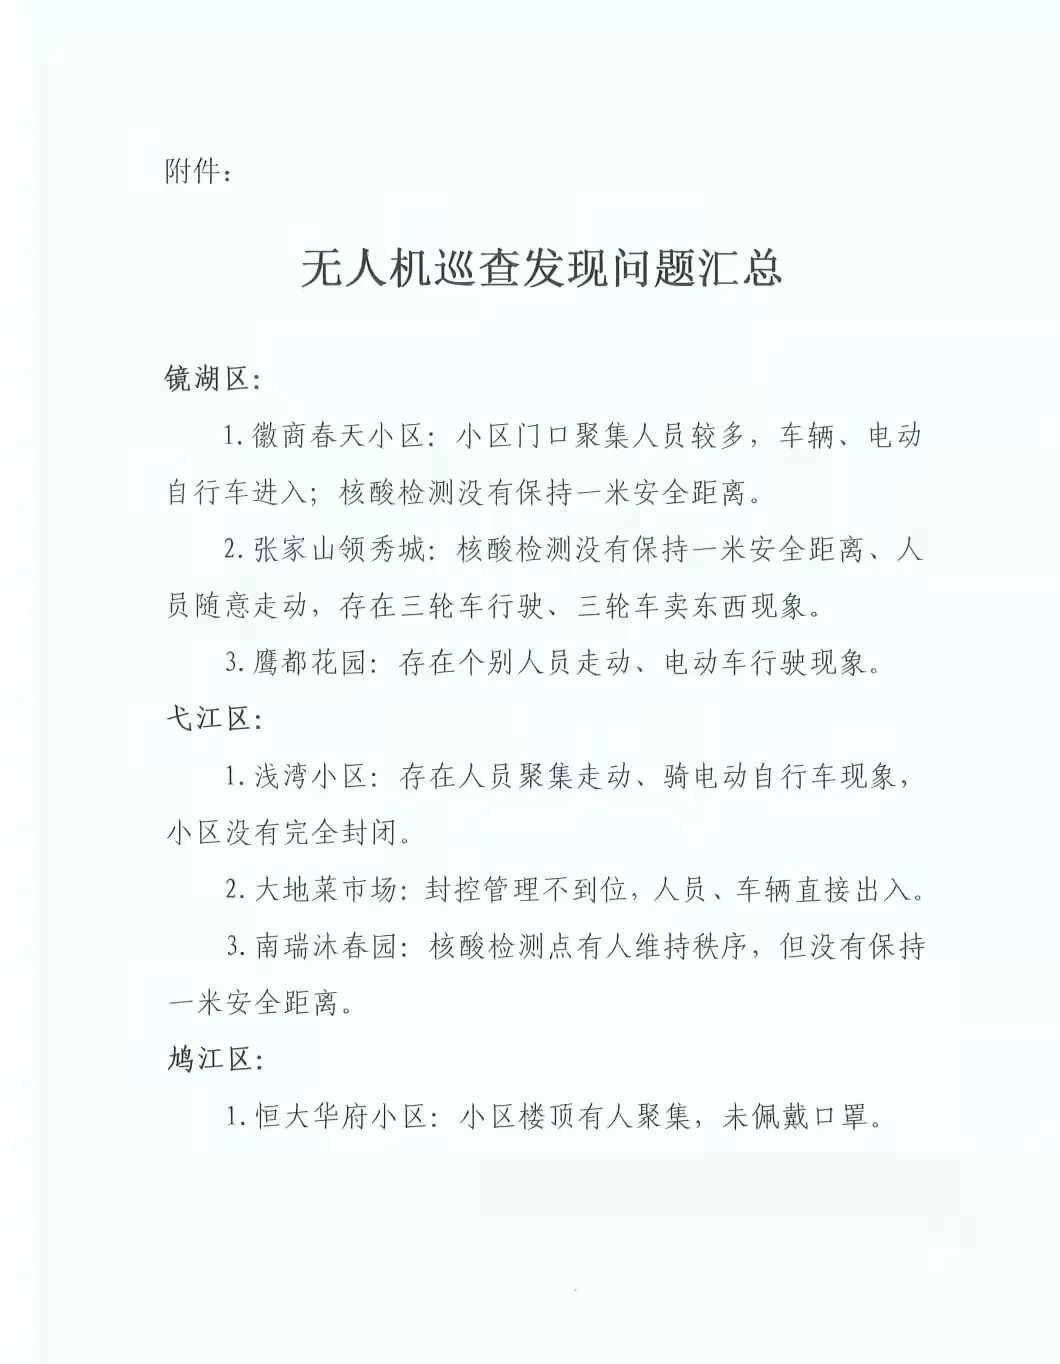 附件：
无人机巡查发现问题汇总
镜湖区：
1.徽商春天小区：小区门口聚集人员较多，车辆、电动
自行车进入；核酸检测没有保持一米安全距离。
2.张家山领秀城：核酸检测没有保持一米安全距离、人
员随意走动，存在三轮车行驶、三轮车卖东西现象。
3.鹰都花园：存在个别人员走动、电动车行驶现象。
弋江区：
1.浅湾小区：存在人员聚集走动、骑电动自行车现象，
小区没有完全封闭。
2.大地菜市场：封控管理不到位，人员、车辆直接出入。
3.南瑞沐春园：核酸检测点有人维持秩序，但没有保持
一米安全距离。
鸠江区：
1.恒大华府小区：小区楼顶有人聚集，未佩戴口罩。